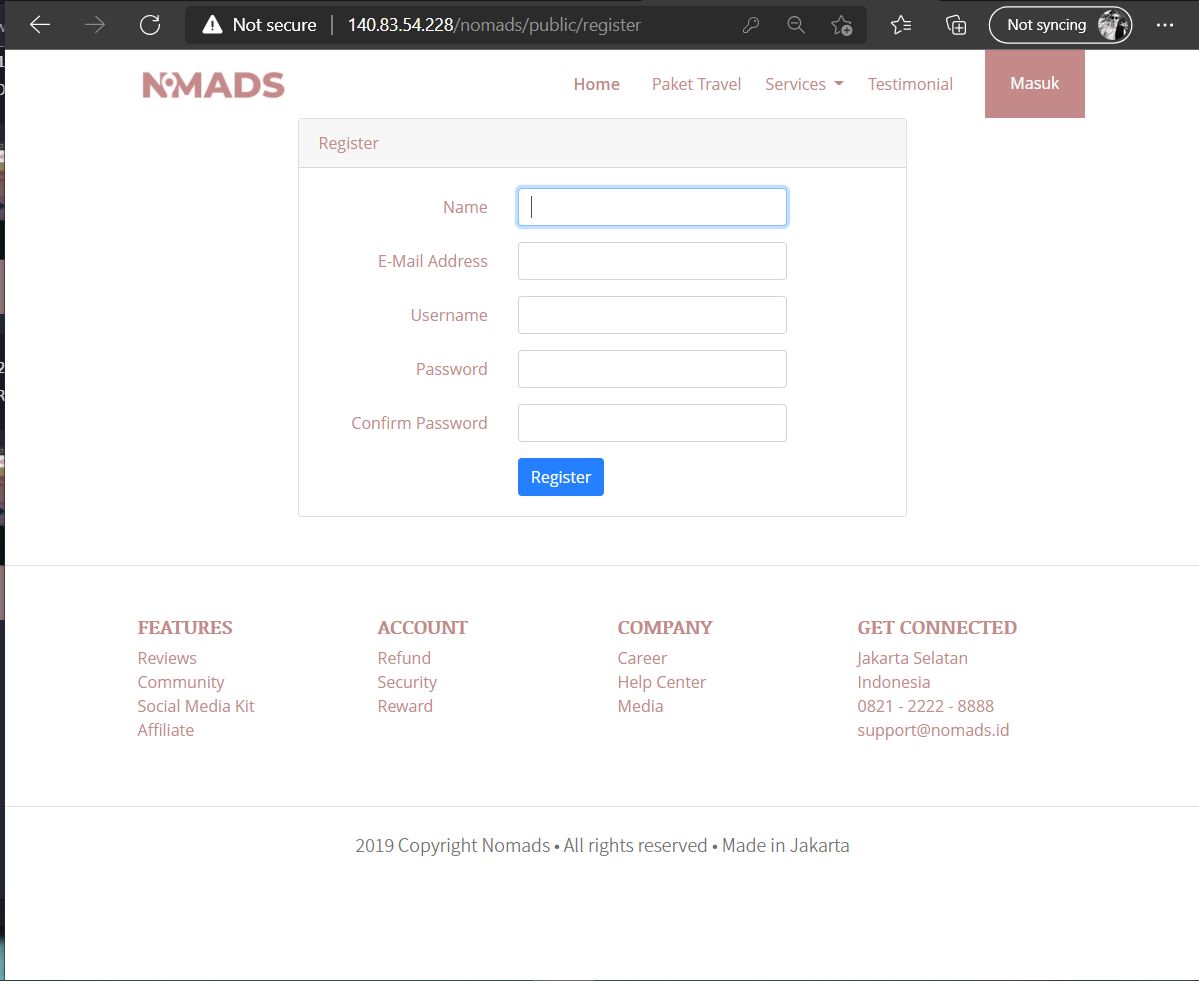 Not secure | 140.83.54.228/nomads/public/register
Not syncing
NOMADS
Home Paket Travel Services Testimonial Masuk
Register
Name
E-Mail Address
Username
Password
Confirm Password
Register
FEATURES
Reviews
Community
Social Media Kit
Affiliate
ACCOUNT
Refund
Security
Reward
COMPANY
Career
Help Center
Media
GET CONNECTED
Jakarta Selatan
Indonesia
0821 - 2222 - 8888
support@nomads.id
2019 Copyright Nomads • All rights reserved • Made in Jakarta